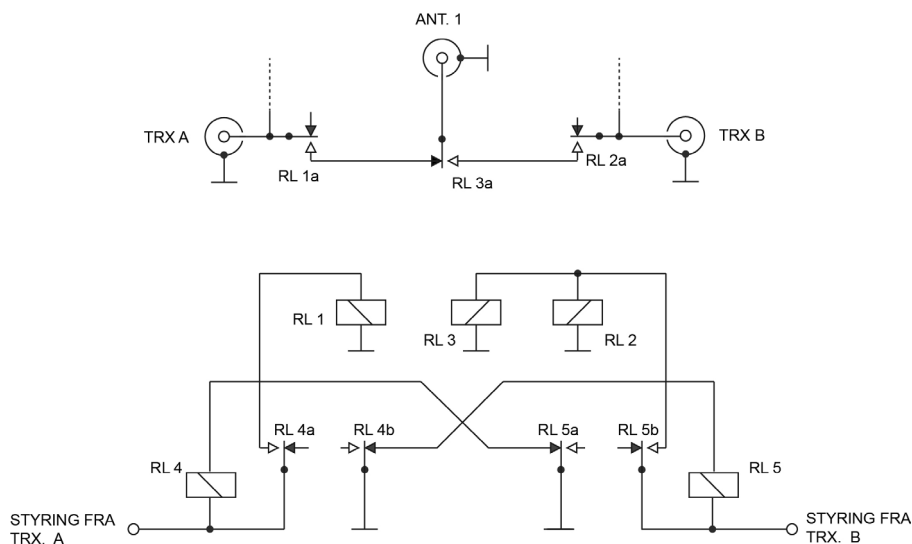 ANT. 1
TRX A
TRX B
RL 1a
RL 3a
RL 2a
RL 1
RL 3
RL 2
RL 4a
RL 4b
RL 5a
RL 5b
RL 4
RL 5
STYRING FRA
TRX. A
STYRING FRA
TRX. B